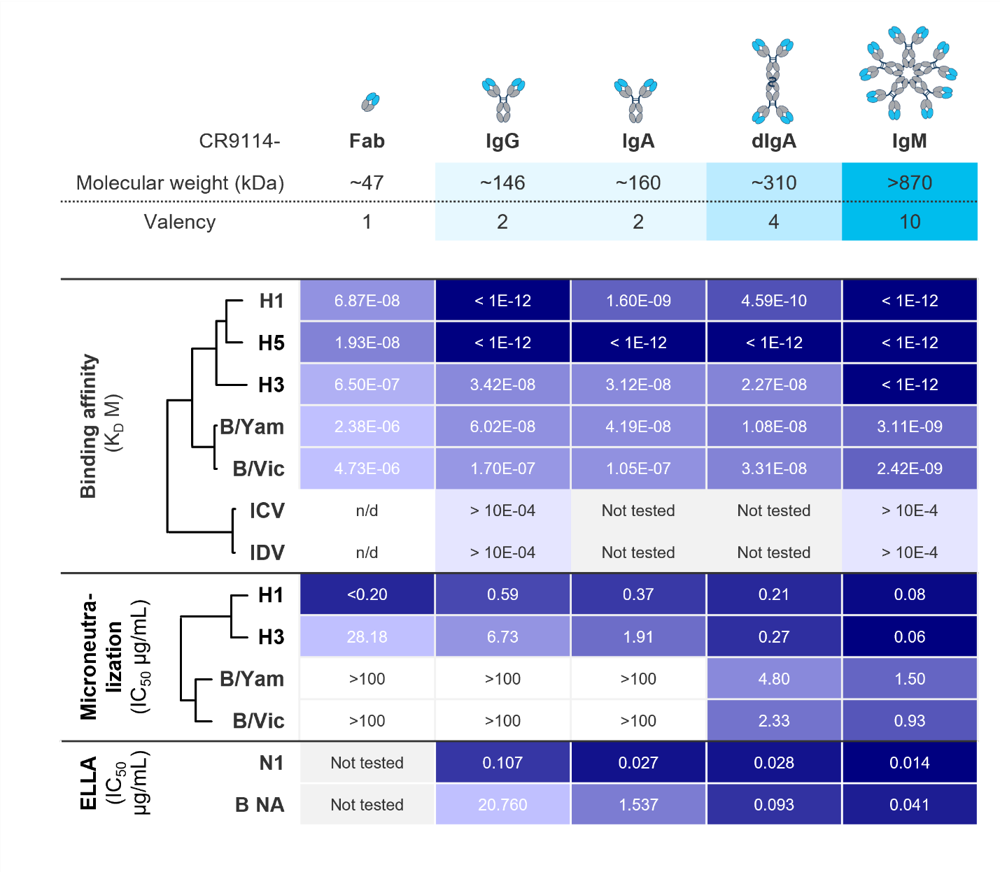 CR9114- Fab IgG IgA dIgA IgM
Molecular weight (kDa) ~47 ~146 ~160 ~310 >870
Valency 1 2 2 4 10
Binding affinity
(KD M)
H1 6.87E-08 < 1E-12 1.60E-09 4.59E-10 < 1E-12
H5 1.93E-08 < 1E-12 < 1E-12 < 1E-12 < 1E-12
H3 6.50E-07 3.42E-08 3.12E-08 2.27E-08 < 1E-12
B/Yam 2.38E-06 6.02E-08 4.19E-08 1.08E-08 3.11E-09
B/Vic 4.73E-06 1.70E-07 1.05E-07 3.31E-08 2.42E-09
ICV n/d > 10E-04 Not tested Not tested > 10E-4
IDV n/d > 10E-04 Not tested Not tested > 10E-4
Microneutra-
lization
(IC50 µg/mL)
H1 <0.20 0.59 0.37 0.21 0.08
H3 28.18 6.73 1.91 0.27 0.06
B/Yam >100 >100 >100 4.80 1.50
B/Vic >100 >100 >100 2.33 0.93
ELLA
(IC50
µg/mL)
N1 Not tested 0.107 0.027 0.028 0.014
B NA Not tested 20.760 1.537 0.093 0.041